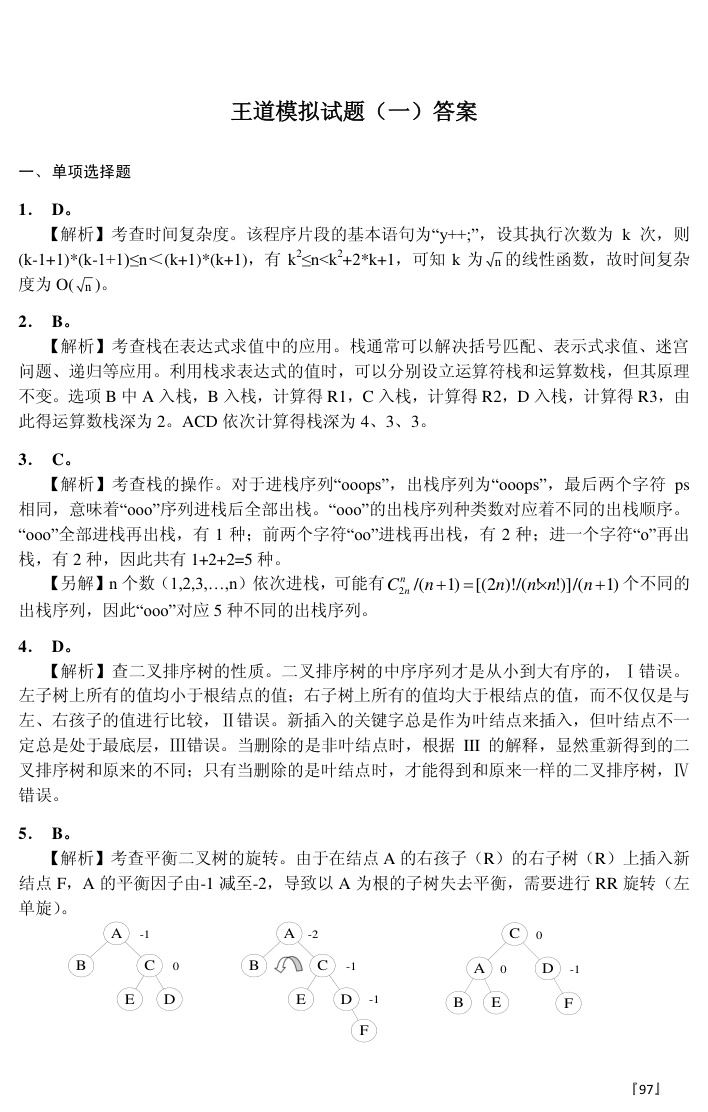 王道模拟试题（一）答案
一、单项选择题
1. D。
【解析】考查时间复杂度。该程序片段的基本语句为“y++;”，设其执行次数为 k 次，则
(k-1+1)*(k-1+1)≤n＜(k+1)*(k+1)，有 k²≤n<k²+2*k+1，可知 k 为√n的线性函数，故时间复杂
度为 O(√n)。
2. B。
【解析】考查栈在表达式求值中的应用。栈通常可以解决括号匹配、表示式求值、迷宫
问题、递归等应用。利用栈求表达式的值时，可以分别设立运算符栈和运算数栈，但其原理
不变。选项 B 中 A 入栈，B 入栈，计算得 R1，C 入栈，计算得 R2，D 入栈，计算得 R3，由
此得运算数栈深为 2。ACD 依次计算得栈深为 4、3、3。
3. C。
【解析】考查栈的操作。对于进栈序列“ooops”，出栈序列为“ooops”，最后两个字符 ps
相同，意味着“ooo”序列进栈后全部出栈。“ooo”的出栈序列种类数对应着不同的出栈顺序。
“ooo”全部进栈再出栈，有 1 种；前两个字符“oo”进栈再出栈，有 2 种；进一个字符“o”再出
栈，有 2 种，因此共有 1+2+2=5 种。
【另解】n 个数（1,2,3,…,n）依次进栈，可能有 C₂ₙⁿ/(n+1)=[(2n)!/(n!×n!)]/(n+1) 个不同的
出栈序列，因此“ooo”对应 5 种不同的出栈序列。
4. D。
【解析】查二叉排序树的性质。二叉排序树的中序序列才是从小到大有序的，Ⅰ错误。
左子树上所有的值均小于根结点的值；右子树上所有的值均大于根结点的值，而不仅仅是与
左、右孩子的值进行比较，Ⅱ错误。新插入的关键字总是作为叶结点来插入，但叶结点不一
定总是处于最底层，Ⅲ错误。当删除的是非叶结点时，根据 III 的解释，显然重新得到的二
叉排序树和原来的不同；只有当删除的是叶结点时，才能得到和原来一样的二叉排序树，Ⅳ
错误。
5. B。
【解析】考查平衡二叉树的旋转。由于在结点 A 的右孩子（R）的右子树（R）上插入新
结点 F，A 的平衡因子由-1 减至-2，导致以 A 为根的子树失去平衡，需要进行 RR 旋转（左
单旋）。
A -1 A -2 C 0
B C 0 B C -1 A 0 D -1
E D E D -1 B E F
F
『97』